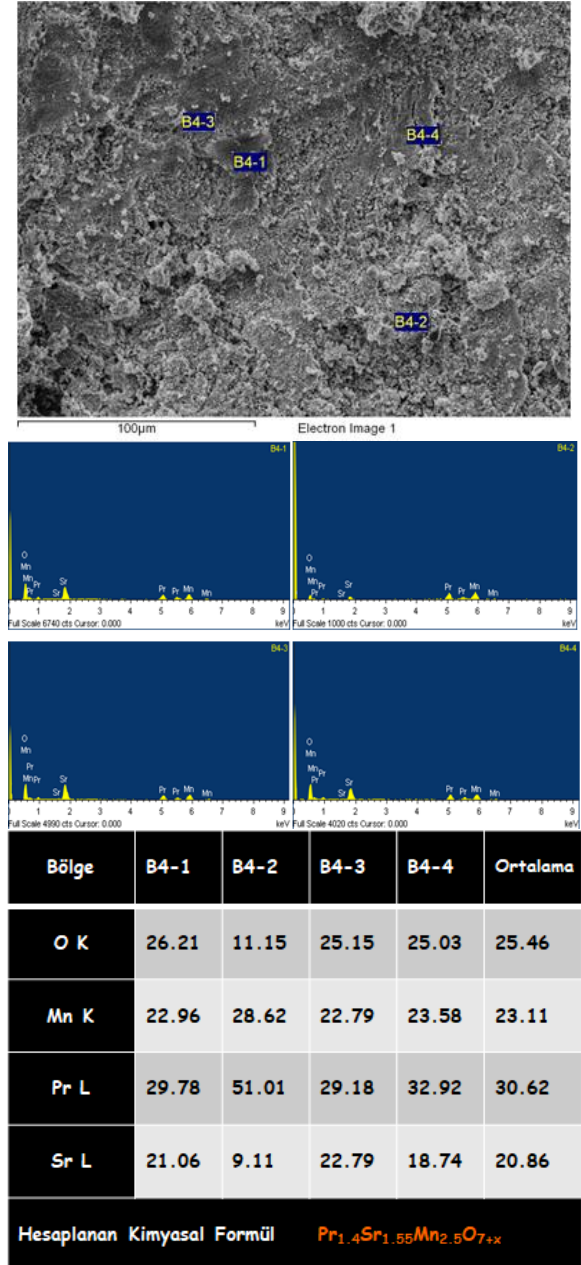 B4-3
B4-4
B4-1
B4-2
100µm Electron Image 1
B4-1
O
Mn
Mn Pr Sr
Pr Sr Pr Pr Mn Mn
0 1 2 3 4 5 6 7 8 9
Full Scale 6740 cts Cursor: 0.000 keV
B4-2
O
Mn
Mn Pr Sr
Pr Sr Pr Pr Mn Mn
1 2 3 4 5 6 7 8 9
Full Scale 1000 cts Cursor: 0.000 keV
B4-3
O
Mn
Pr Sr
Mn Pr Sr Pr Pr Mn Mn
0 1 2 3 4 5 6 7 8 9
Full Scale 4990 cts Cursor: 0.000 keV
B4-4
O
Mn
Mn Pr Sr
Pr Sr Pr Pr Mn Mn
0 1 2 3 4 5 6 7 8 9
Full Scale 4020 cts Cursor: 0.000 keV
Bölge B4-1 B4-2 B4-3 B4-4 Ortalama
O K 26.21 11.15 25.15 25.03 25.46
Mn K 22.96 28.62 22.79 23.58 23.11
Pr L 29.78 51.01 29.18 32.92 30.62
Sr L 21.06 9.11 22.79 18.74 20.86
Hesaplanan Kimyasal Formül Pr₁.₄Sr₁.₅₅Mn₂.₅O₇₊ₓ